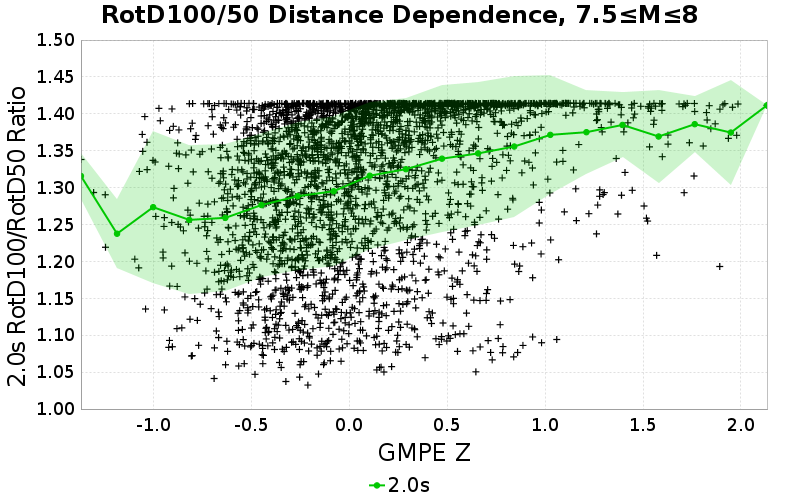 RotD100/50 Distance Dependence, 7.5≤M≤8
2.0s RotD100/RotD50 Ratio
1.50
1.45
1.40
1.35
1.30
1.25
1.20
1.15
1.10
1.05
1.00
-1.0 -0.5 0.0 0.5 1.0 1.5 2.0
GMPE Z
2.0s